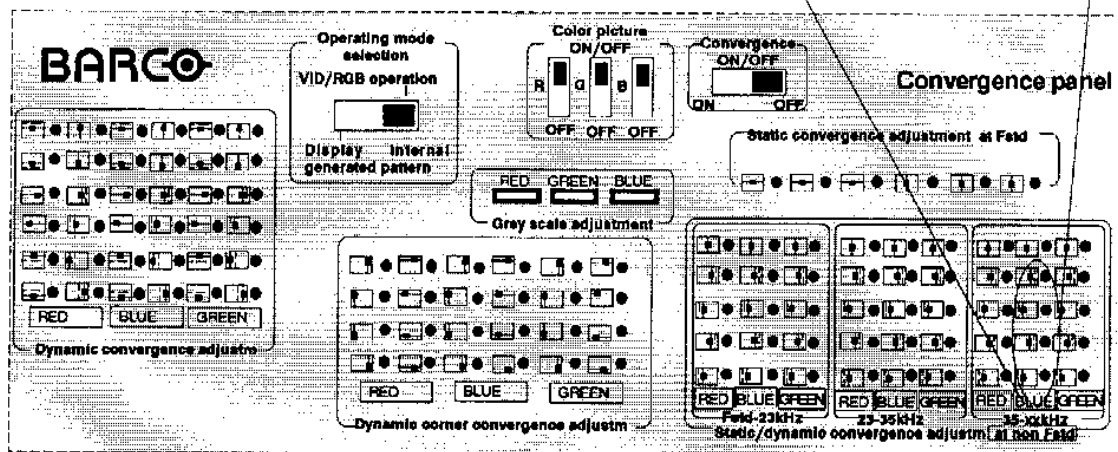 BARCO
Operating mode
selection
VID/RGB operation
Display Internal
generated pattern
Color picture
ON/OFF
R G B
OFF OFF OFF
Convergence
ON/OFF
ON OFF
Convergence panel
Static convergence adjustment at Fstd
RED GREEN BLUE
Grey scale adjustment
RED BLUE GREEN
Dynamic convergence adjustm
RED BLUE GREEN
Dynamic corner convergence adjustm
RED BLUE GREEN
Fstd-23kHz
RED BLUE GREEN
23-35kHz
RED BLUE GREEN
35-xxkHz
Static/dynamic convergence adjustm at non Fstd